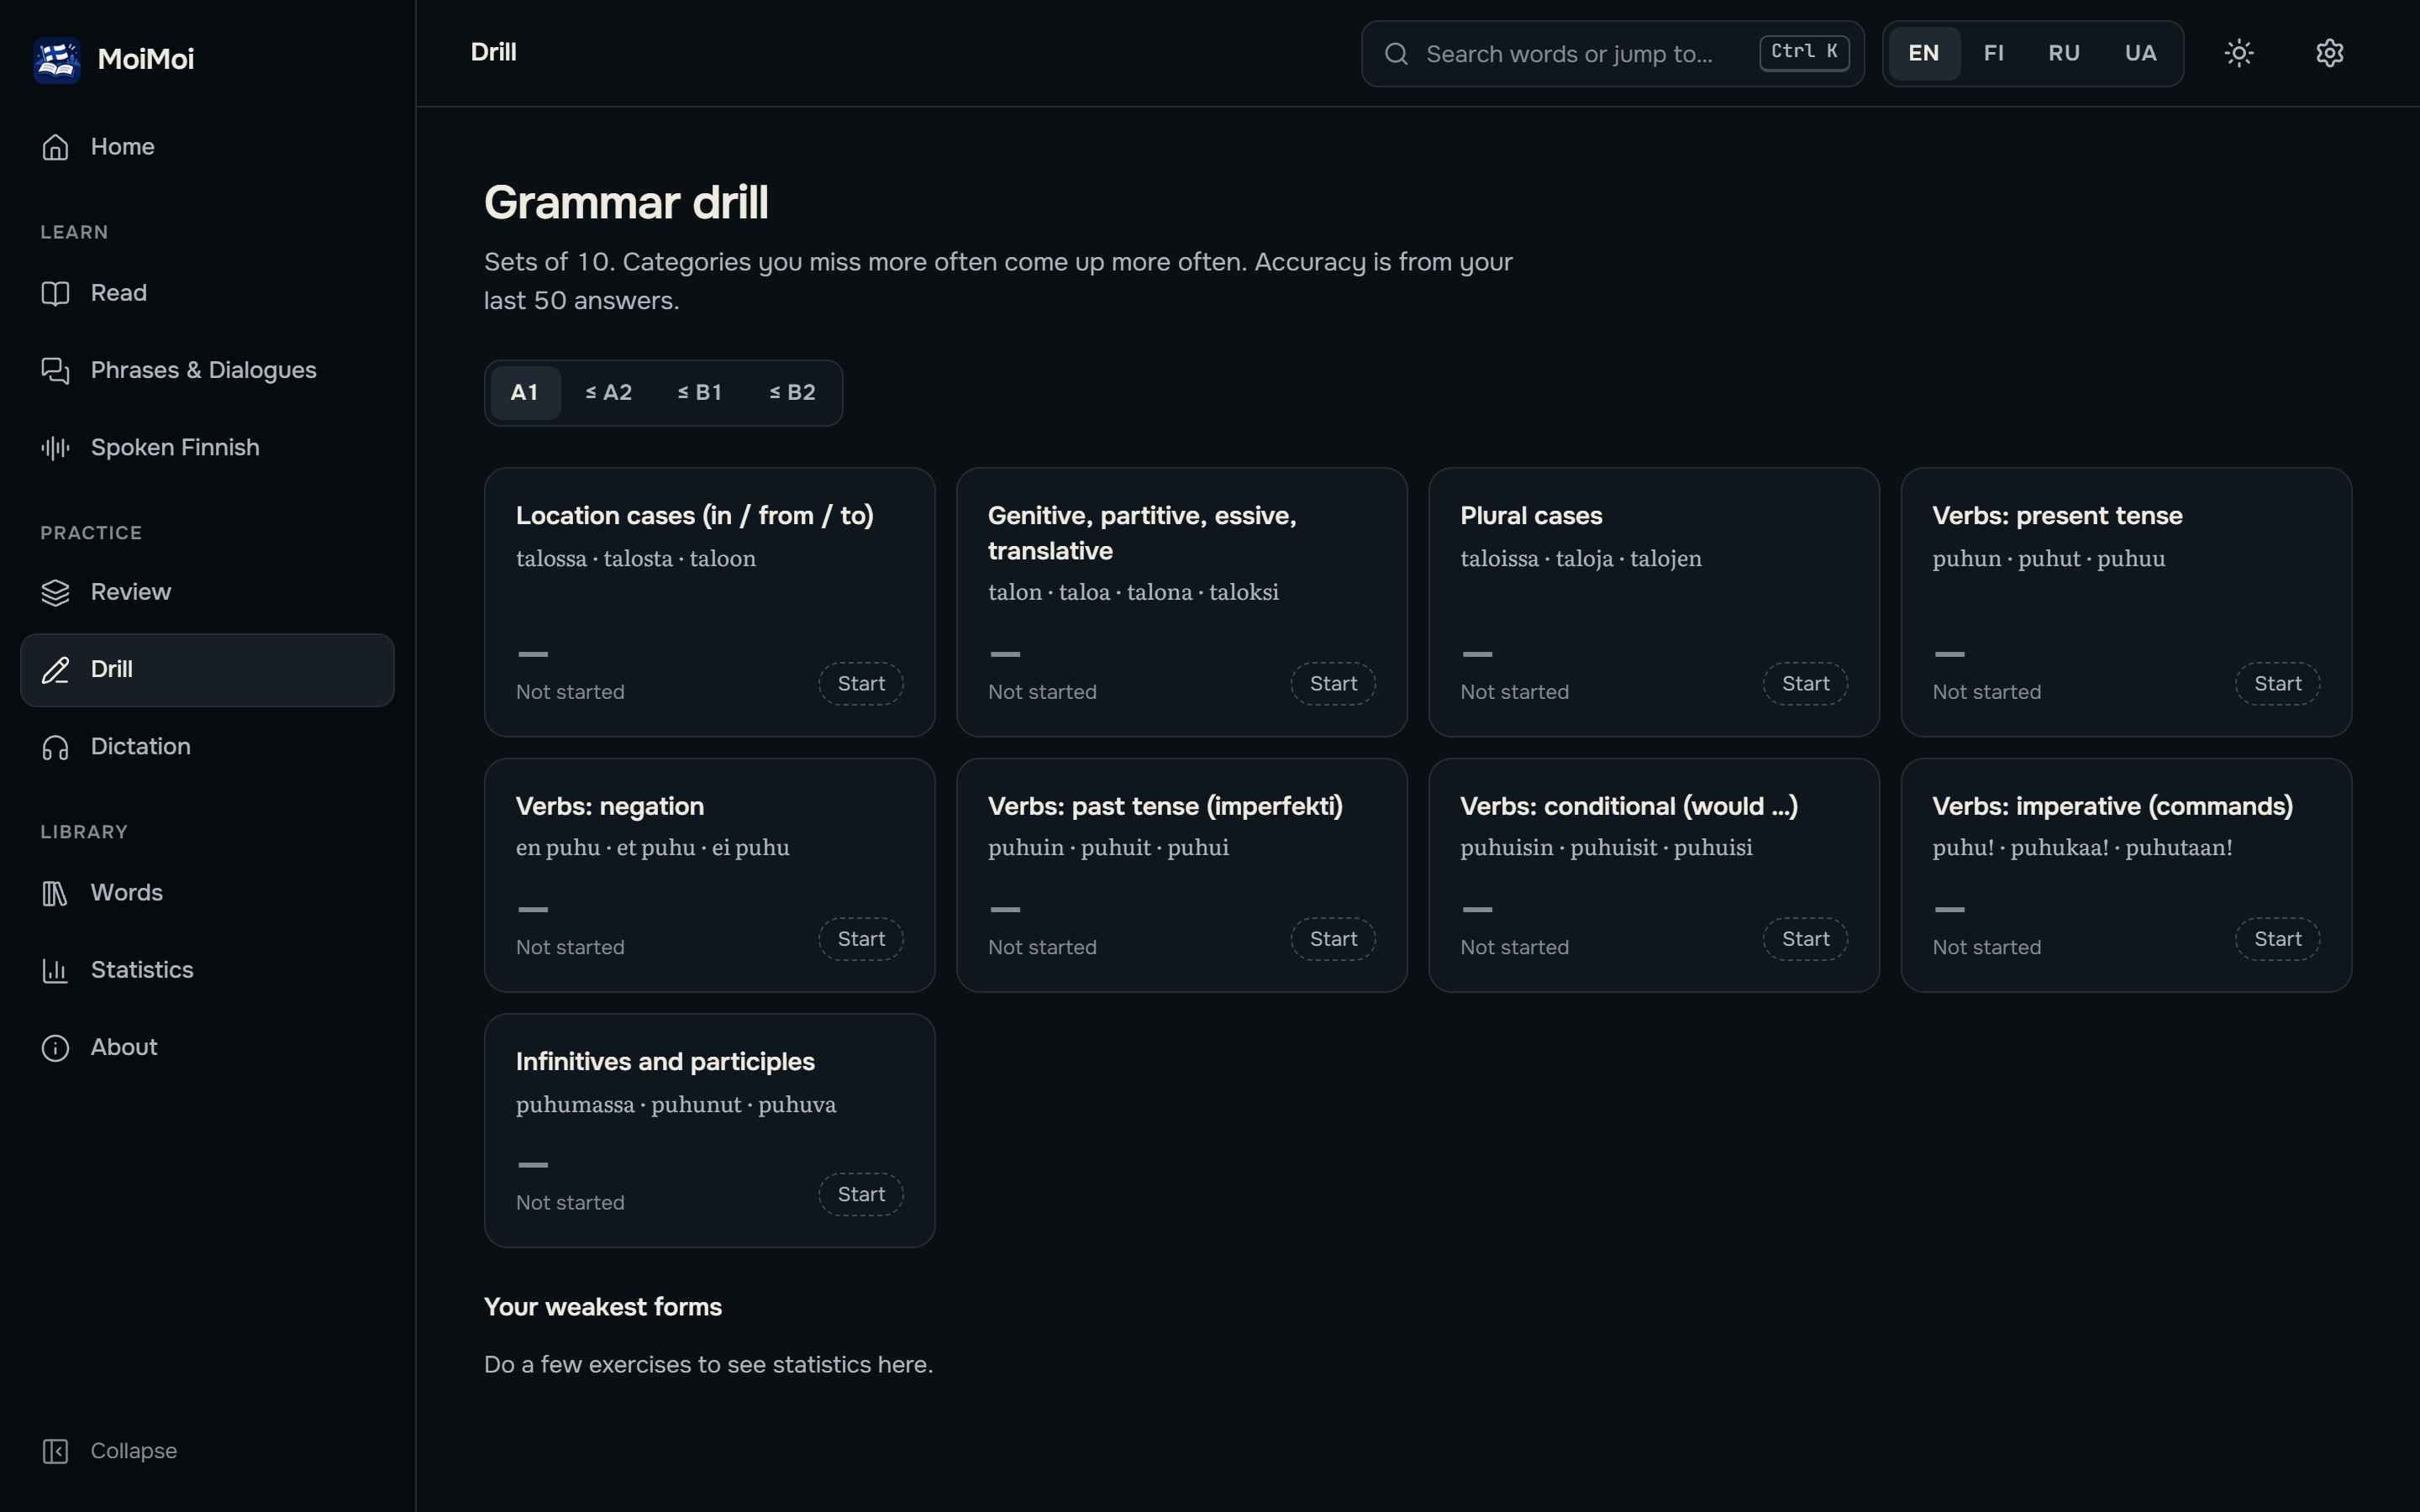 MoiMoi
Home
LEARN
Read
Phrases & Dialogues
Spoken Finnish
PRACTICE
Review
Drill
Dictation
LIBRARY
Words
Statistics
About
Collapse
Drill
Search words or jump to...
Ctrl K
EN FI RU UA
Grammar drill
Sets of 10. Categories you miss more often come up more often. Accuracy is from your
last 50 answers.
A1 ≤ A2 ≤ B1 ≤ B2
Location cases (in / from / to)
talossa · talosta · taloon
—
Not started
Start
Genitive, partitive, essive,
translative
talon · taloa · talona · taloksi
—
Not started
Start
Plural cases
taloissa · taloja · talojen
—
Not started
Start
Verbs: present tense
puhun · puhut · puhuu
—
Not started
Start
Verbs: negation
en puhu · et puhu · ei puhu
—
Not started
Start
Verbs: past tense (imperfekti)
puhuin · puhuit · puhui
—
Not started
Start
Verbs: conditional (would ...)
puhuisin · puhuisit · puhuisi
—
Not started
Start
Verbs: imperative (commands)
puhu! · puhukaa! · puhutaan!
—
Not started
Start
Infinitives and participles
puhumassa · puhunut · puhuva
—
Not started
Start
Your weakest forms
Do a few exercises to see statistics here.